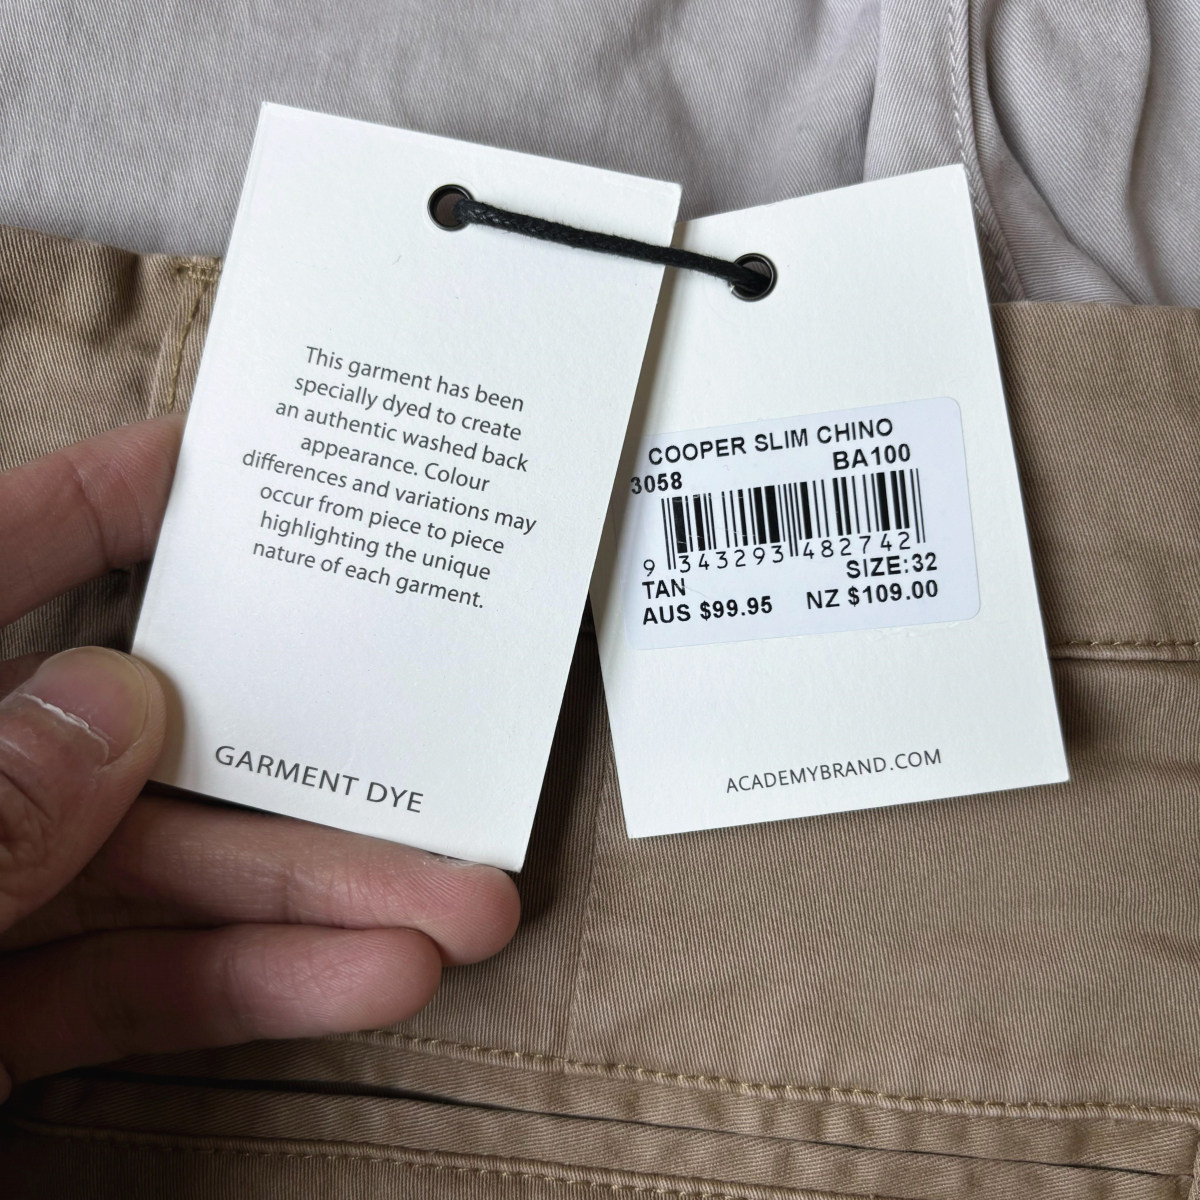 This garment has been
specially dyed to create
an authentic washed back
appearance. Colour
differences and variations may
occur from piece to piece
highlighting the unique
nature of each garment.
GARMENT DYE
COOPER SLIM CHINO
3058 BA100
9 343293 482742
TAN SIZE:32
AUS $99.95 NZ $109.00
ACADEMYBRAND.COM